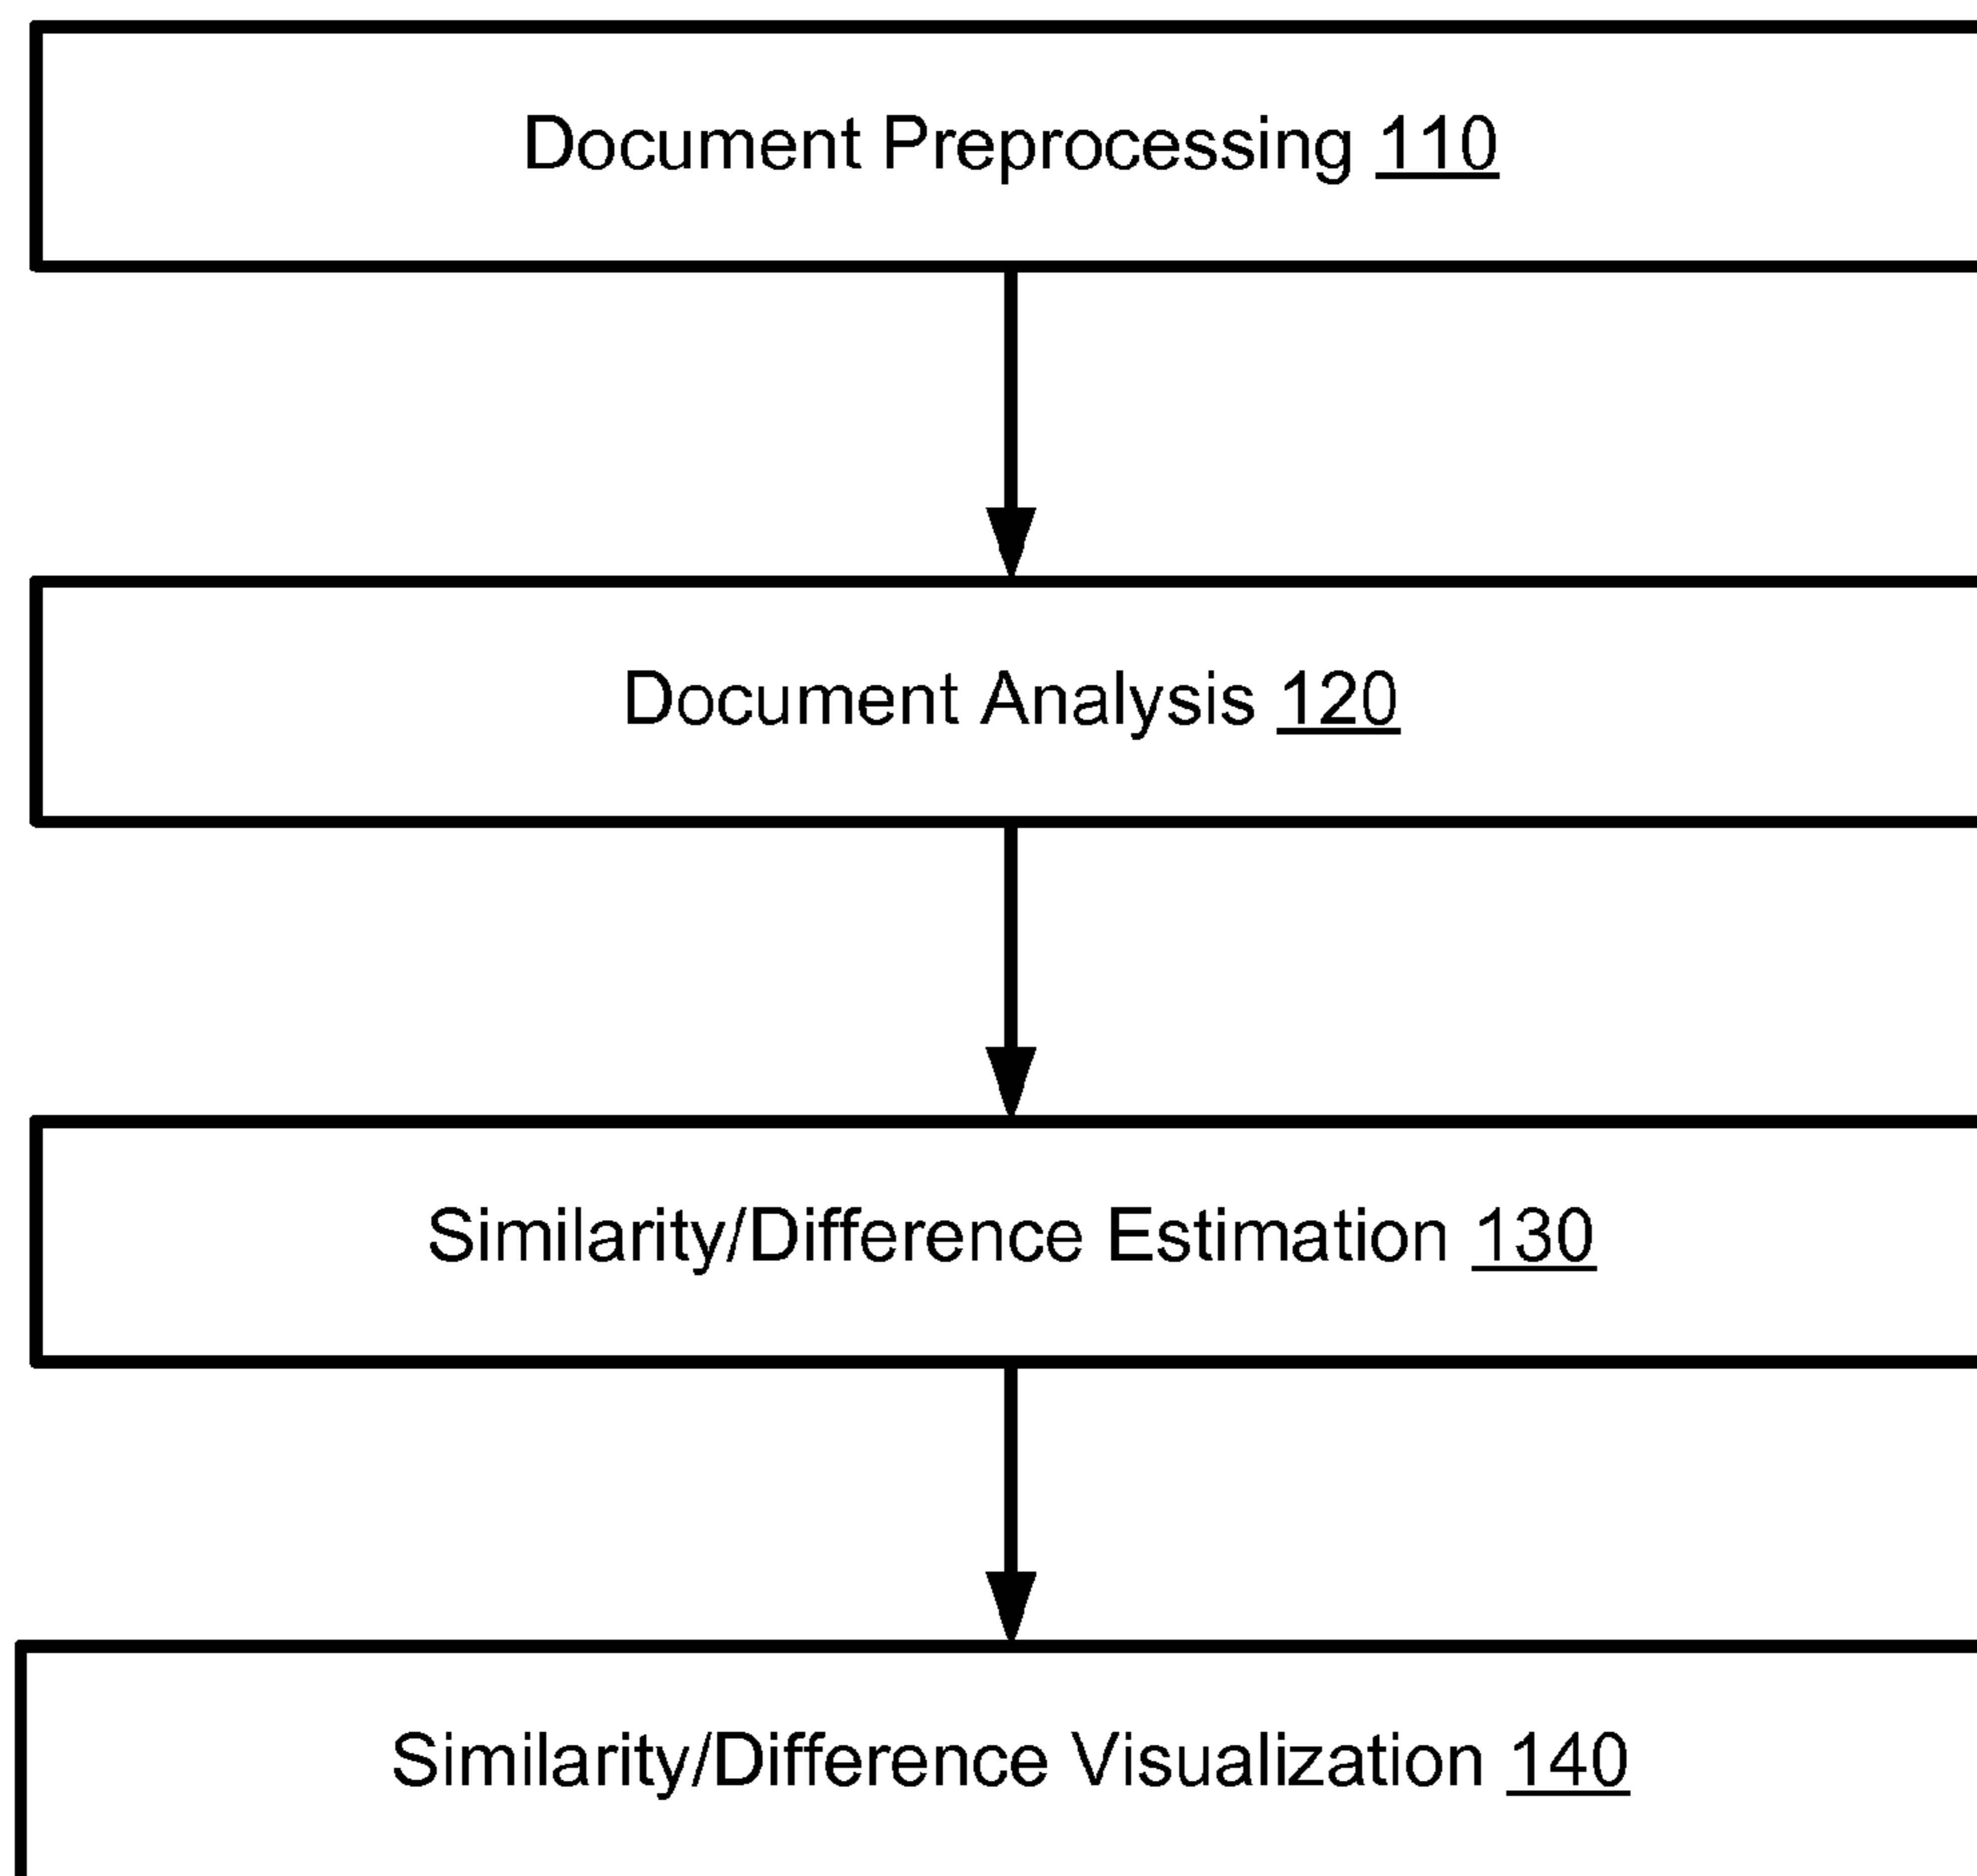 Document Preprocessing 110
Document Analysis 120
Similarity/Difference Estimation 130
Similarity/Difference Visualization 140